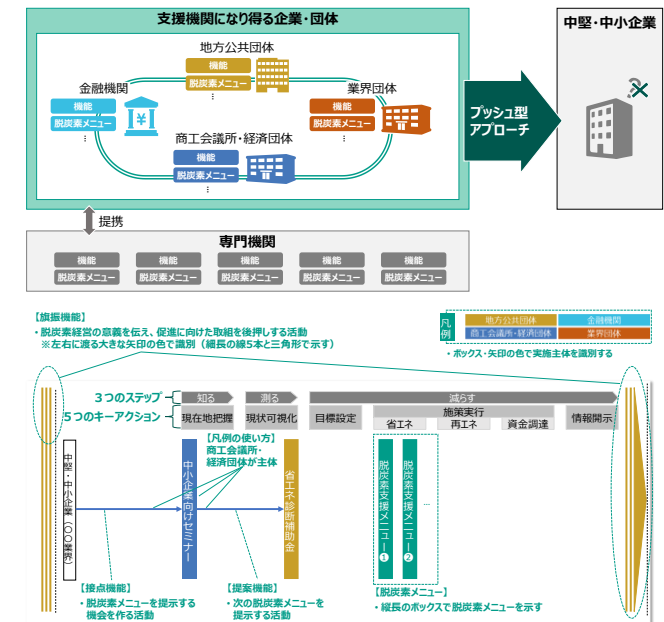 支援機関になり得る企業・団体
地方公共団体
機能
脱炭素メニュー
⋮
金融機関
機能
脱炭素メニュー
⋮
¥
業界団体
機能
脱炭素メニュー
⋮
商工会議所・経済団体
機能
脱炭素メニュー
⋮
プッシュ型
アプローチ
中堅・中小企業
?
提携
専門機関
機能
脱炭素メニュー
機能
脱炭素メニュー
機能
脱炭素メニュー
機能
脱炭素メニュー
機能
脱炭素メニュー
【旗振機能】
・脱炭素経営の意義を伝え、促進に向けた取組を後押しする活動
※左右に渡る大きな矢印の色で識別（縦長の線5本と三角形で示す）
凡例
地方公共団体
金融機関
商工会議所・経済団体
業界団体
・ボックス・矢印の色で実施主体を識別する
３つのステップ
知る
測る
減らす
５つのキーアクション
現在地把握
現状可視化
目標設定
施策実行
省エネ
再エネ
資金調達
情報開示
【凡例の使い方】
商工会議所・
経済団体が主体
中堅・中小企業（〇〇業界）
中小企業向けセミナー
省エネ診断補助金
脱炭素支援メニュー❶
脱炭素支援メニュー❷
…
【接点機能】
・脱炭素メニューを提示する
機会を作る活動
【提案機能】
・次の脱炭素メニューを
提示する活動
【脱炭素メニュー】
・縦長のボックスで脱炭素メニューを示す